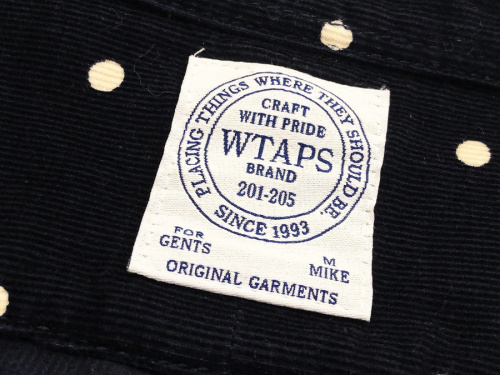 PLACING THINGS WHERE THEY SHOULD BE.
CRAFT
WITH PRIDE
WTAPS
BRAND
201-205
SINCE 1993
FOR
GENTS
M
MIKE
ORIGINAL GARMENTS